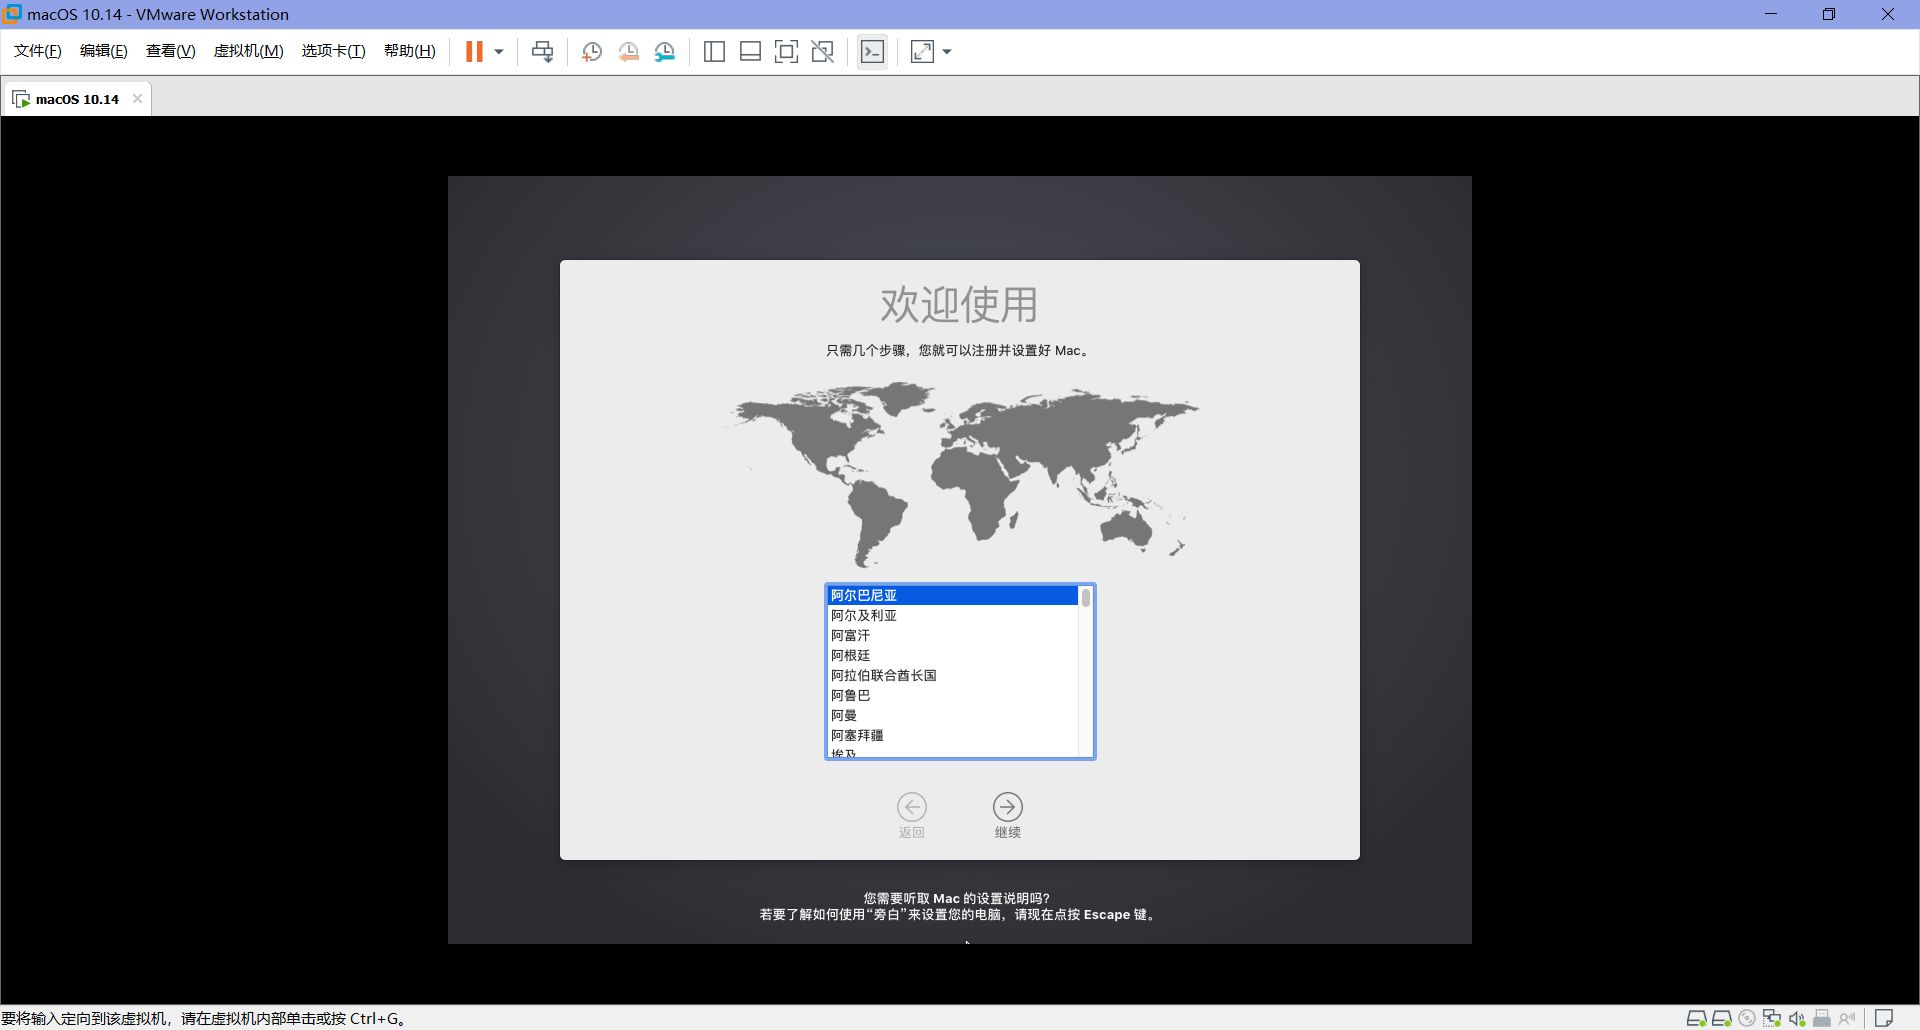 macOS 10.14 - VMware Workstation
文件(F) 编辑(E) 查看(V) 虚拟机(M) 选项卡(T) 帮助(H)
macOS 10.14
欢迎使用
只需几个步骤，您就可以注册并设置好 Mac。
阿尔巴尼亚
阿尔及利亚
阿富汗
阿根廷
阿拉伯联合酋长国
阿鲁巴
阿曼
阿塞拜疆
埃及
返回 继续
您需要听取 Mac 的设置说明吗？
若要了解如何使用“旁白”来设置您的电脑，请现在点按 Escape 键。
要将输入定向到该虚拟机，请在虚拟机内部单击或按 Ctrl+G。